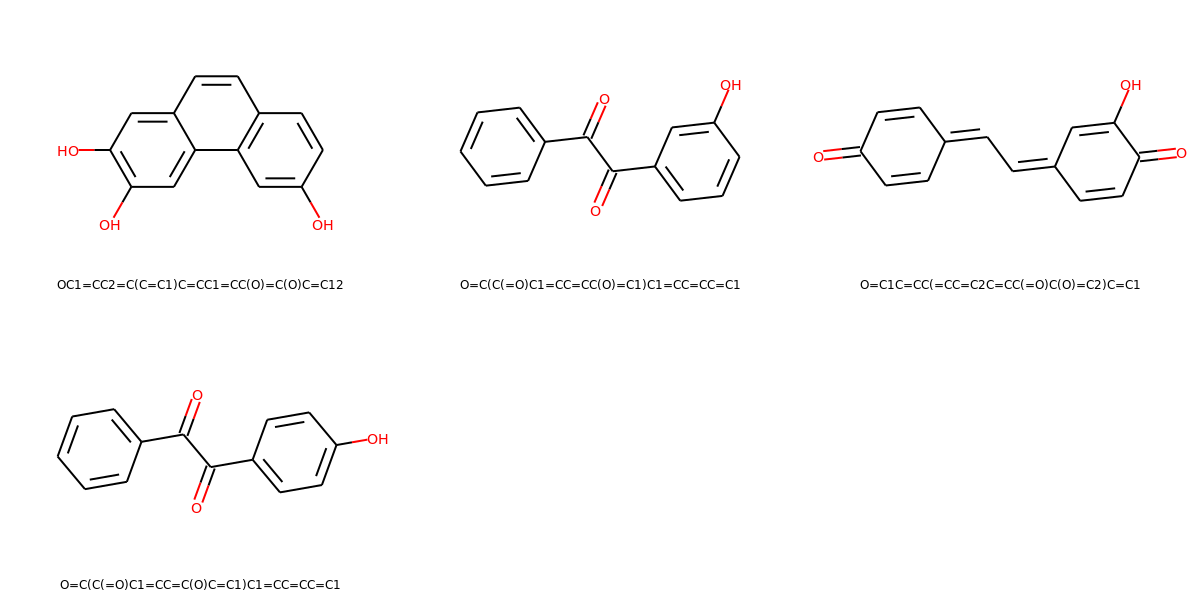 HO
OH
OH
OC1=CC2=C(C=C1)C=CC1=CC(O)=C(O)C=C12
O
O
OH
O=C(C(=O)C1=CC=CC(O)=C1)C1=CC=CC=C1
O
OH
O
O=C1C=CC(=CC=C2C=CC(=O)C(O)=C2)C=C1
O
O
OH
O=C(C(=O)C1=CC=C(O)C=C1)C1=CC=CC=C1